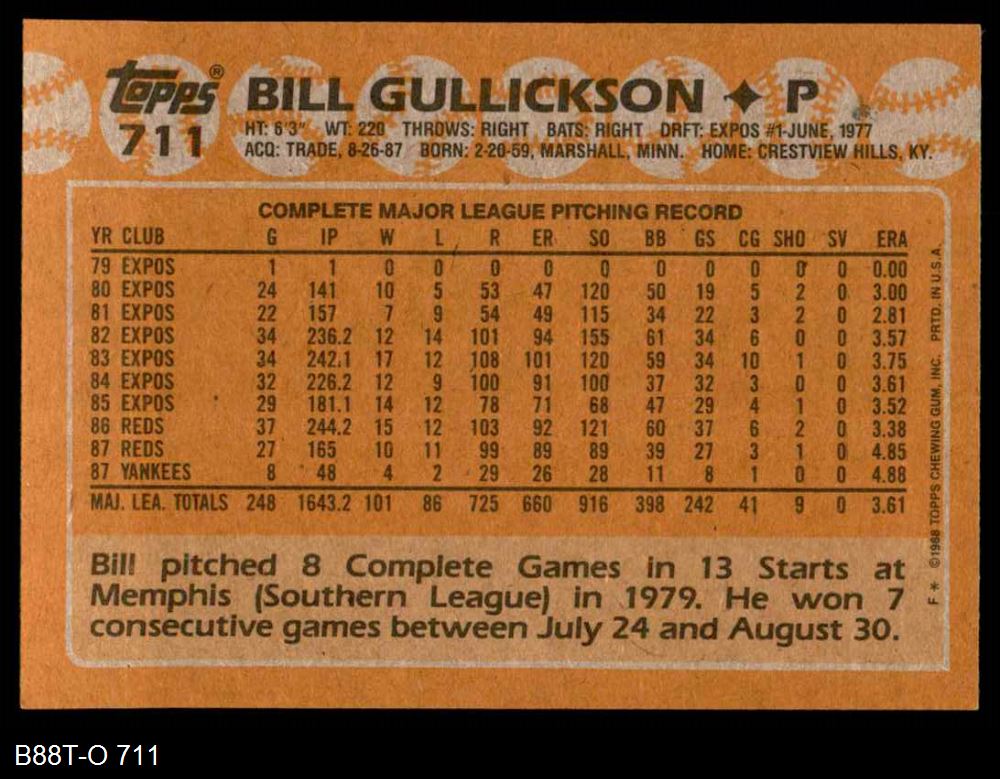 topps®
711
BILL GULLICKSON ✦ P
HT: 6'3" WT: 220 THROWS: RIGHT BATS: RIGHT DRFT: EXPOS #1-JUNE, 1977
ACQ: TRADE, 8-26-87 BORN: 2-20-59, MARSHALL, MINN. HOME: CRESTVIEW HILLS, KY.
COMPLETE MAJOR LEAGUE PITCHING RECORD
YR CLUB G IP W L R ER SO BB GS CG SHO SV ERA
79 EXPOS 1 1 0 0 0 0 0 0 0 0 0 0 0.00
80 EXPOS 24 141 10 5 53 47 120 50 19 5 2 0 3.00
81 EXPOS 22 157 7 9 54 49 115 34 22 3 2 0 2.81
82 EXPOS 34 236.2 12 14 101 94 155 61 34 6 0 0 3.57
83 EXPOS 34 242.1 17 12 108 101 120 59 34 10 1 0 3.75
84 EXPOS 32 226.2 12 9 100 91 100 37 32 3 0 0 3.61
85 EXPOS 29 181.1 14 12 78 71 68 47 29 4 1 0 3.52
86 REDS 37 244.2 15 12 103 92 121 60 37 6 2 0 3.38
87 REDS 27 165 10 11 99 89 89 39 27 3 1 0 4.85
87 YANKEES 8 48 4 2 29 26 28 11 8 1 0 0 4.88
MAJ. LEA. TOTALS 248 1643.2 101 86 725 660 916 398 242 41 9 0 3.61
Bill pitched 8 Complete Games in 13 Starts at
Memphis (Southern League) in 1979. He won 7
consecutive games between July 24 and August 30.
F ** ©1988 TOPPS CHEWING GUM, INC. PRTD. IN U.S.A.
B88T-O 711